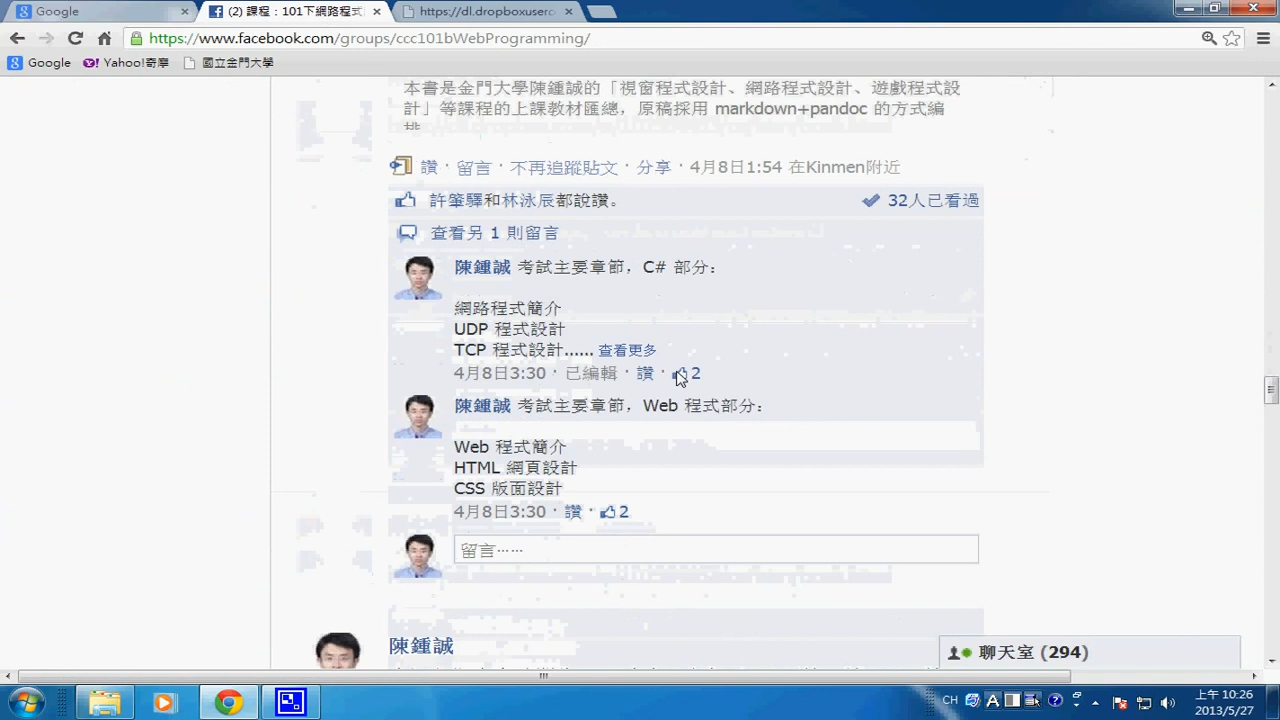 Google
(2) 課程：101下網路程式
https://dl.dropboxuserc
https://www.facebook.com/groups/ccc101bWebProgramming/
Google Yahoo!奇摩 國立金門大學
本書是金門大學陳鍾誠的「視窗程式設計、網路程式設計、遊戲程式設
計」等課程的上課教材匯總，原稿採用 markdown+pandoc 的方式編
讚 · 留言 · 不再追蹤貼文 · 分享 · 4月8日1:54 在Kinmen附近
許肇驛和林泳辰都說讚。 32人已看過
查看另 1 則留言
陳鍾誠 考試主要章節，C# 部分：
網路程式簡介
UDP 程式設計
TCP 程式設計...... 查看更多
4月8日3:30 · 已編輯 · 讚 · 2
陳鍾誠 考試主要章節，Web 程式部分：
Web 程式簡介
HTML 網頁設計
CSS 版面設計
4月8日3:30 · 讚 · 2
留言……
陳鍾誠
聊天室 (294)
CH
上午 10:26
2013/5/27